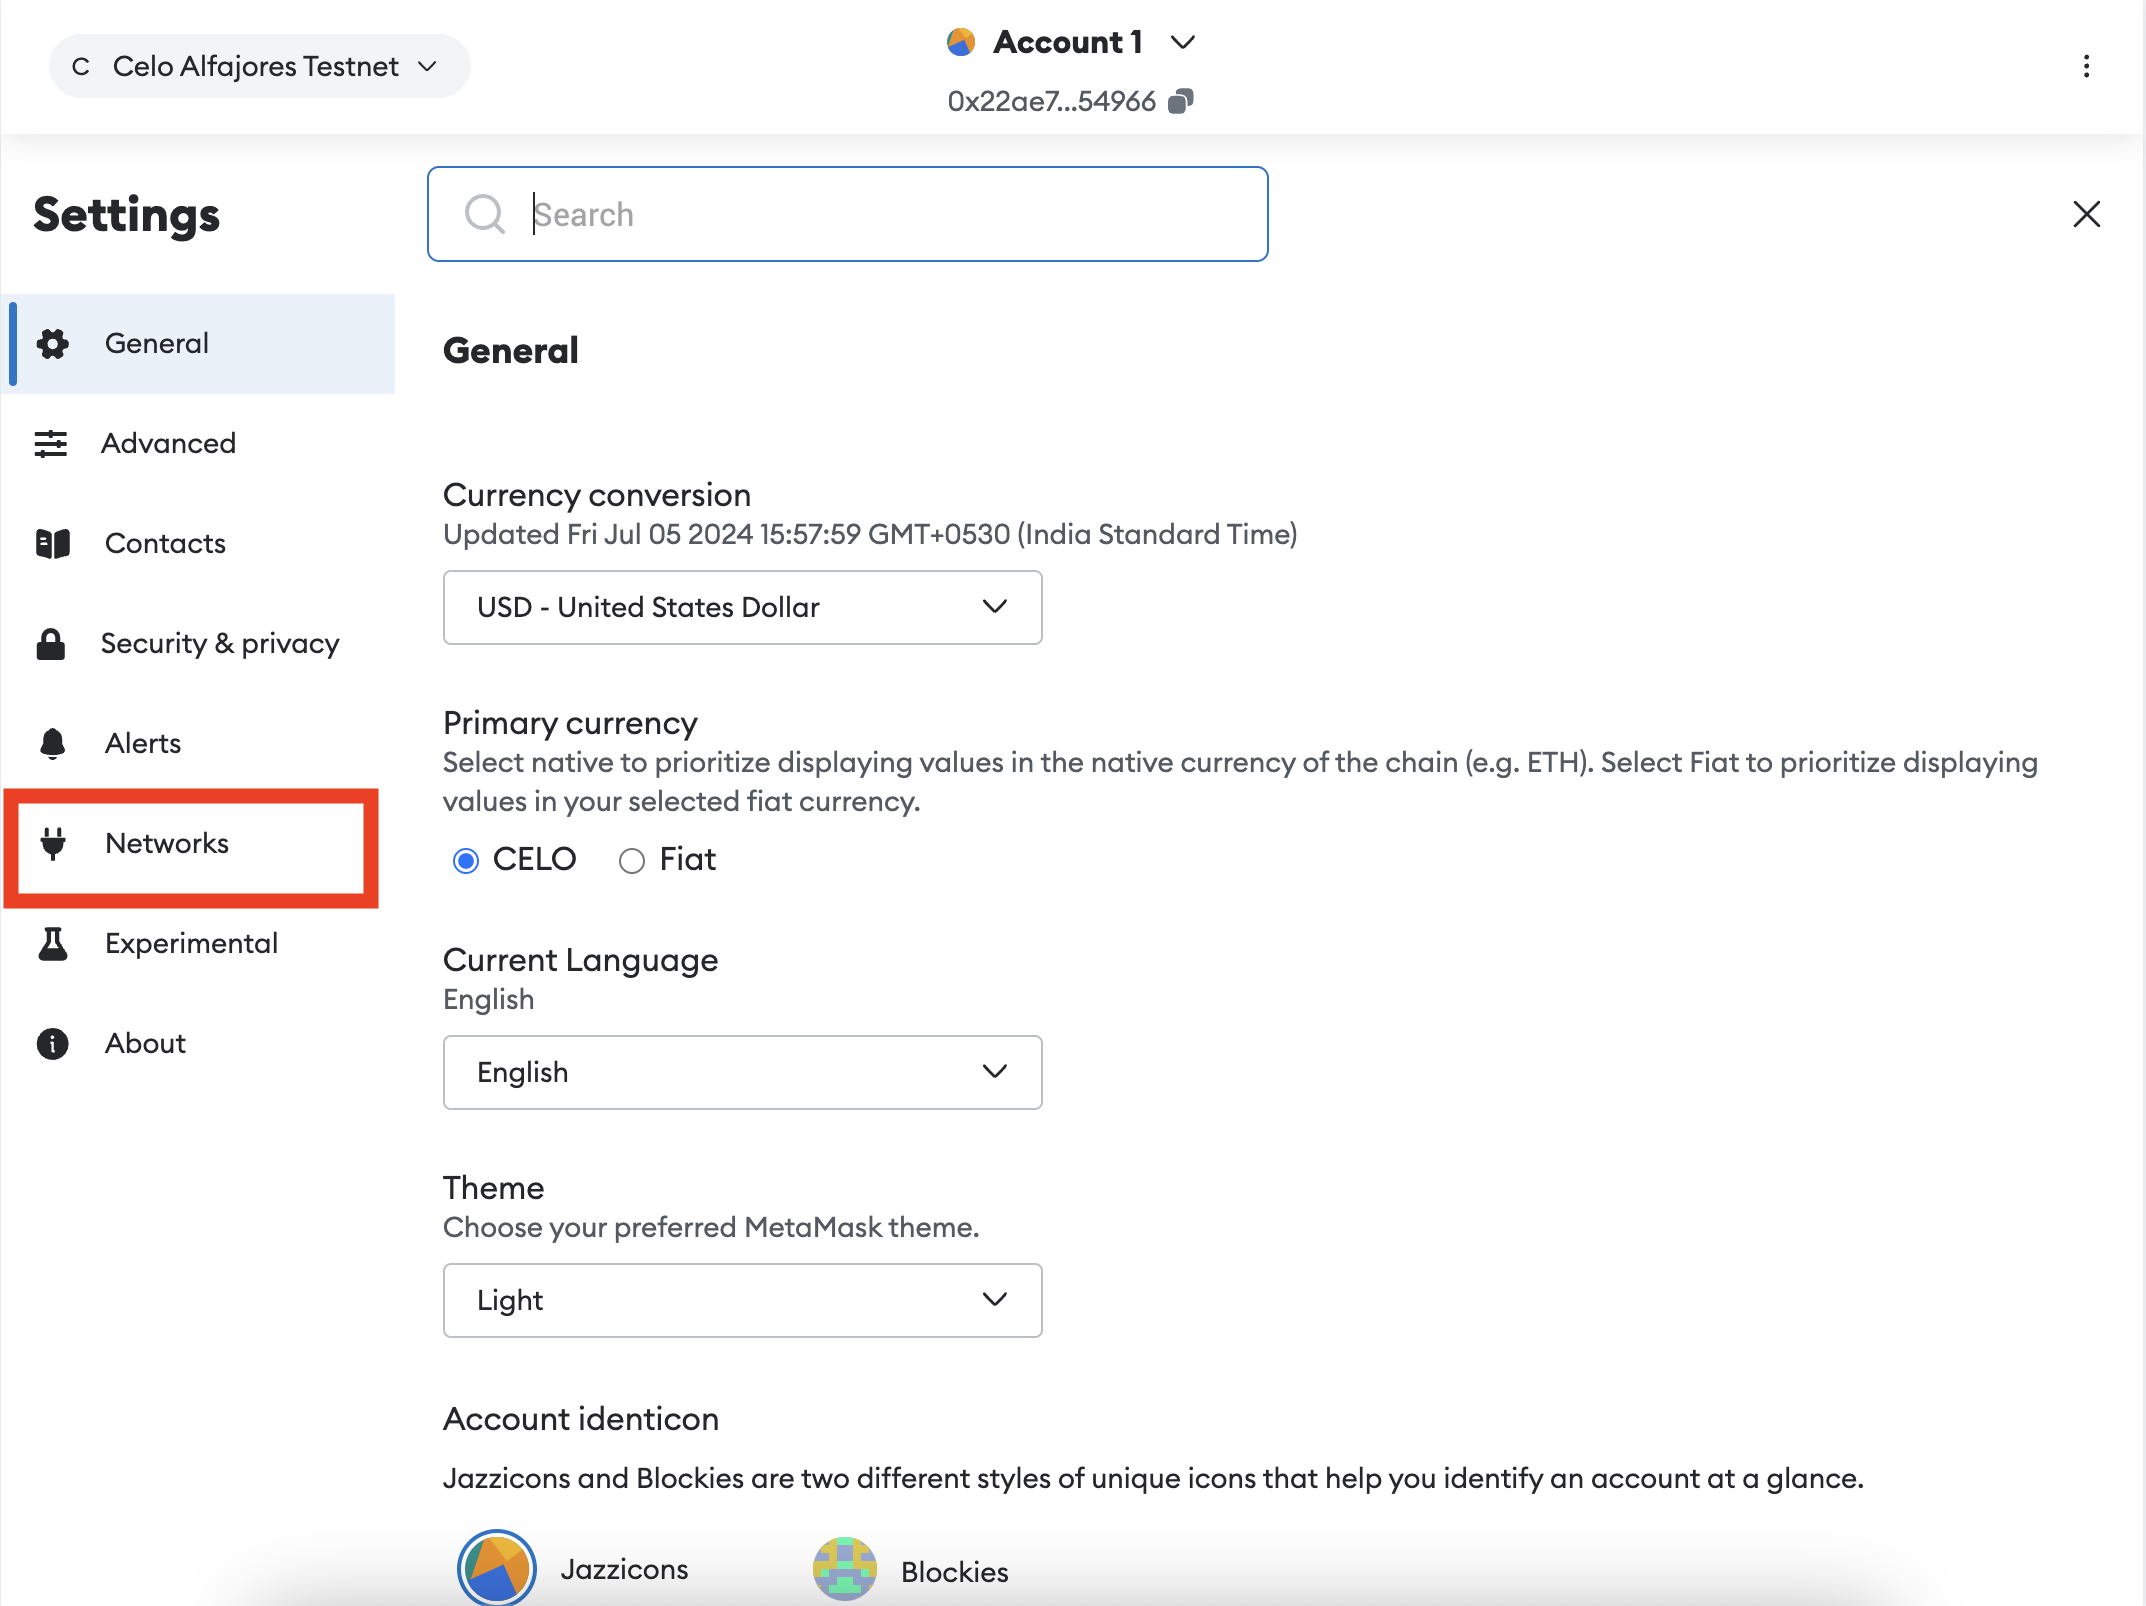 C Celo Alfajores Testnet
Account 1
0x22ae7...54966
Settings
Search
General
Advanced
Contacts
Security & privacy
Alerts
Networks
Experimental
About
General
Currency conversion
Updated Fri Jul 05 2024 15:57:59 GMT+0530 (India Standard Time)
USD - United States Dollar
Primary currency
Select native to prioritize displaying values in the native currency of the chain (e.g. ETH). Select Fiat to prioritize displaying
values in your selected fiat currency.
CELO Fiat
Current Language
English
English
Theme
Choose your preferred MetaMask theme.
Light
Account identicon
Jazzicons and Blockies are two different styles of unique icons that help you identify an account at a glance.
Jazzicons Blockies